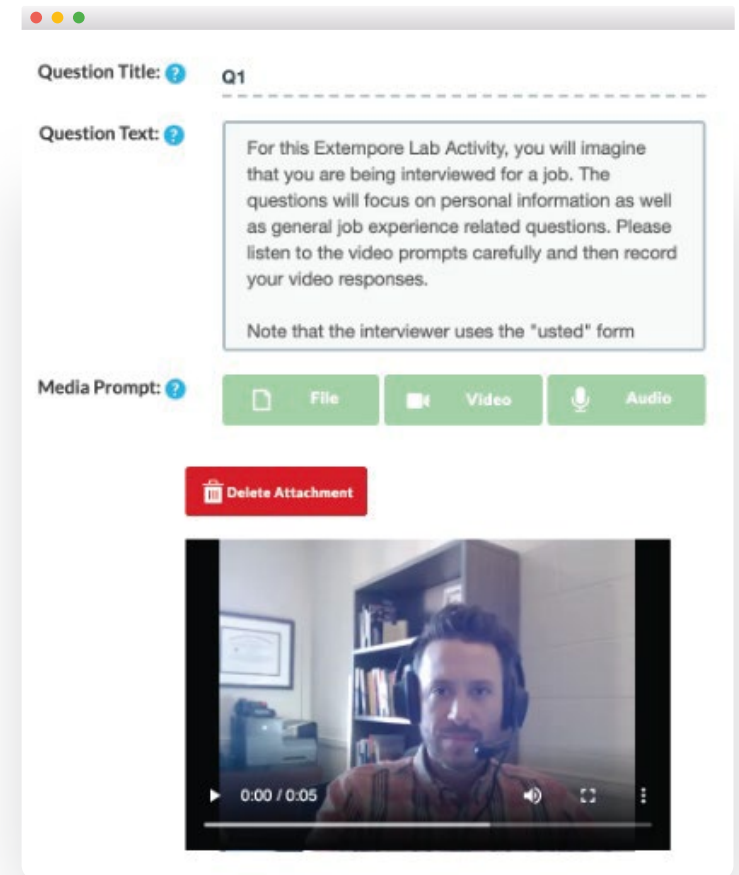 Question Title: ?
Q1
Question Text: ?
For this Extempore Lab Activity, you will imagine
that you are being interviewed for a job. The
questions will focus on personal information as well
as general job experience related questions. Please
listen to the video prompts carefully and then record
your video responses.
Note that the interviewer uses the "usted" form
Media Prompt: ?
File
Video
Audio
Delete Attachment
0:00 / 0:05